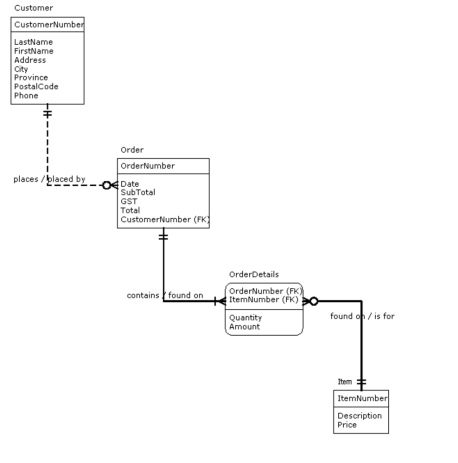 Customer
CustomerNumber
LastName
FirstName
Address
City
Province
PostalCode
Phone
places / placed by
Order
OrderNumber
Date
SubTotal
GST
Total
CustomerNumber (FK)
contains / found on
OrderDetails
OrderNumber (FK)
ItemNumber (FK)
Quantity
Amount
found on / is for
Item
ItemNumber
Description
Price